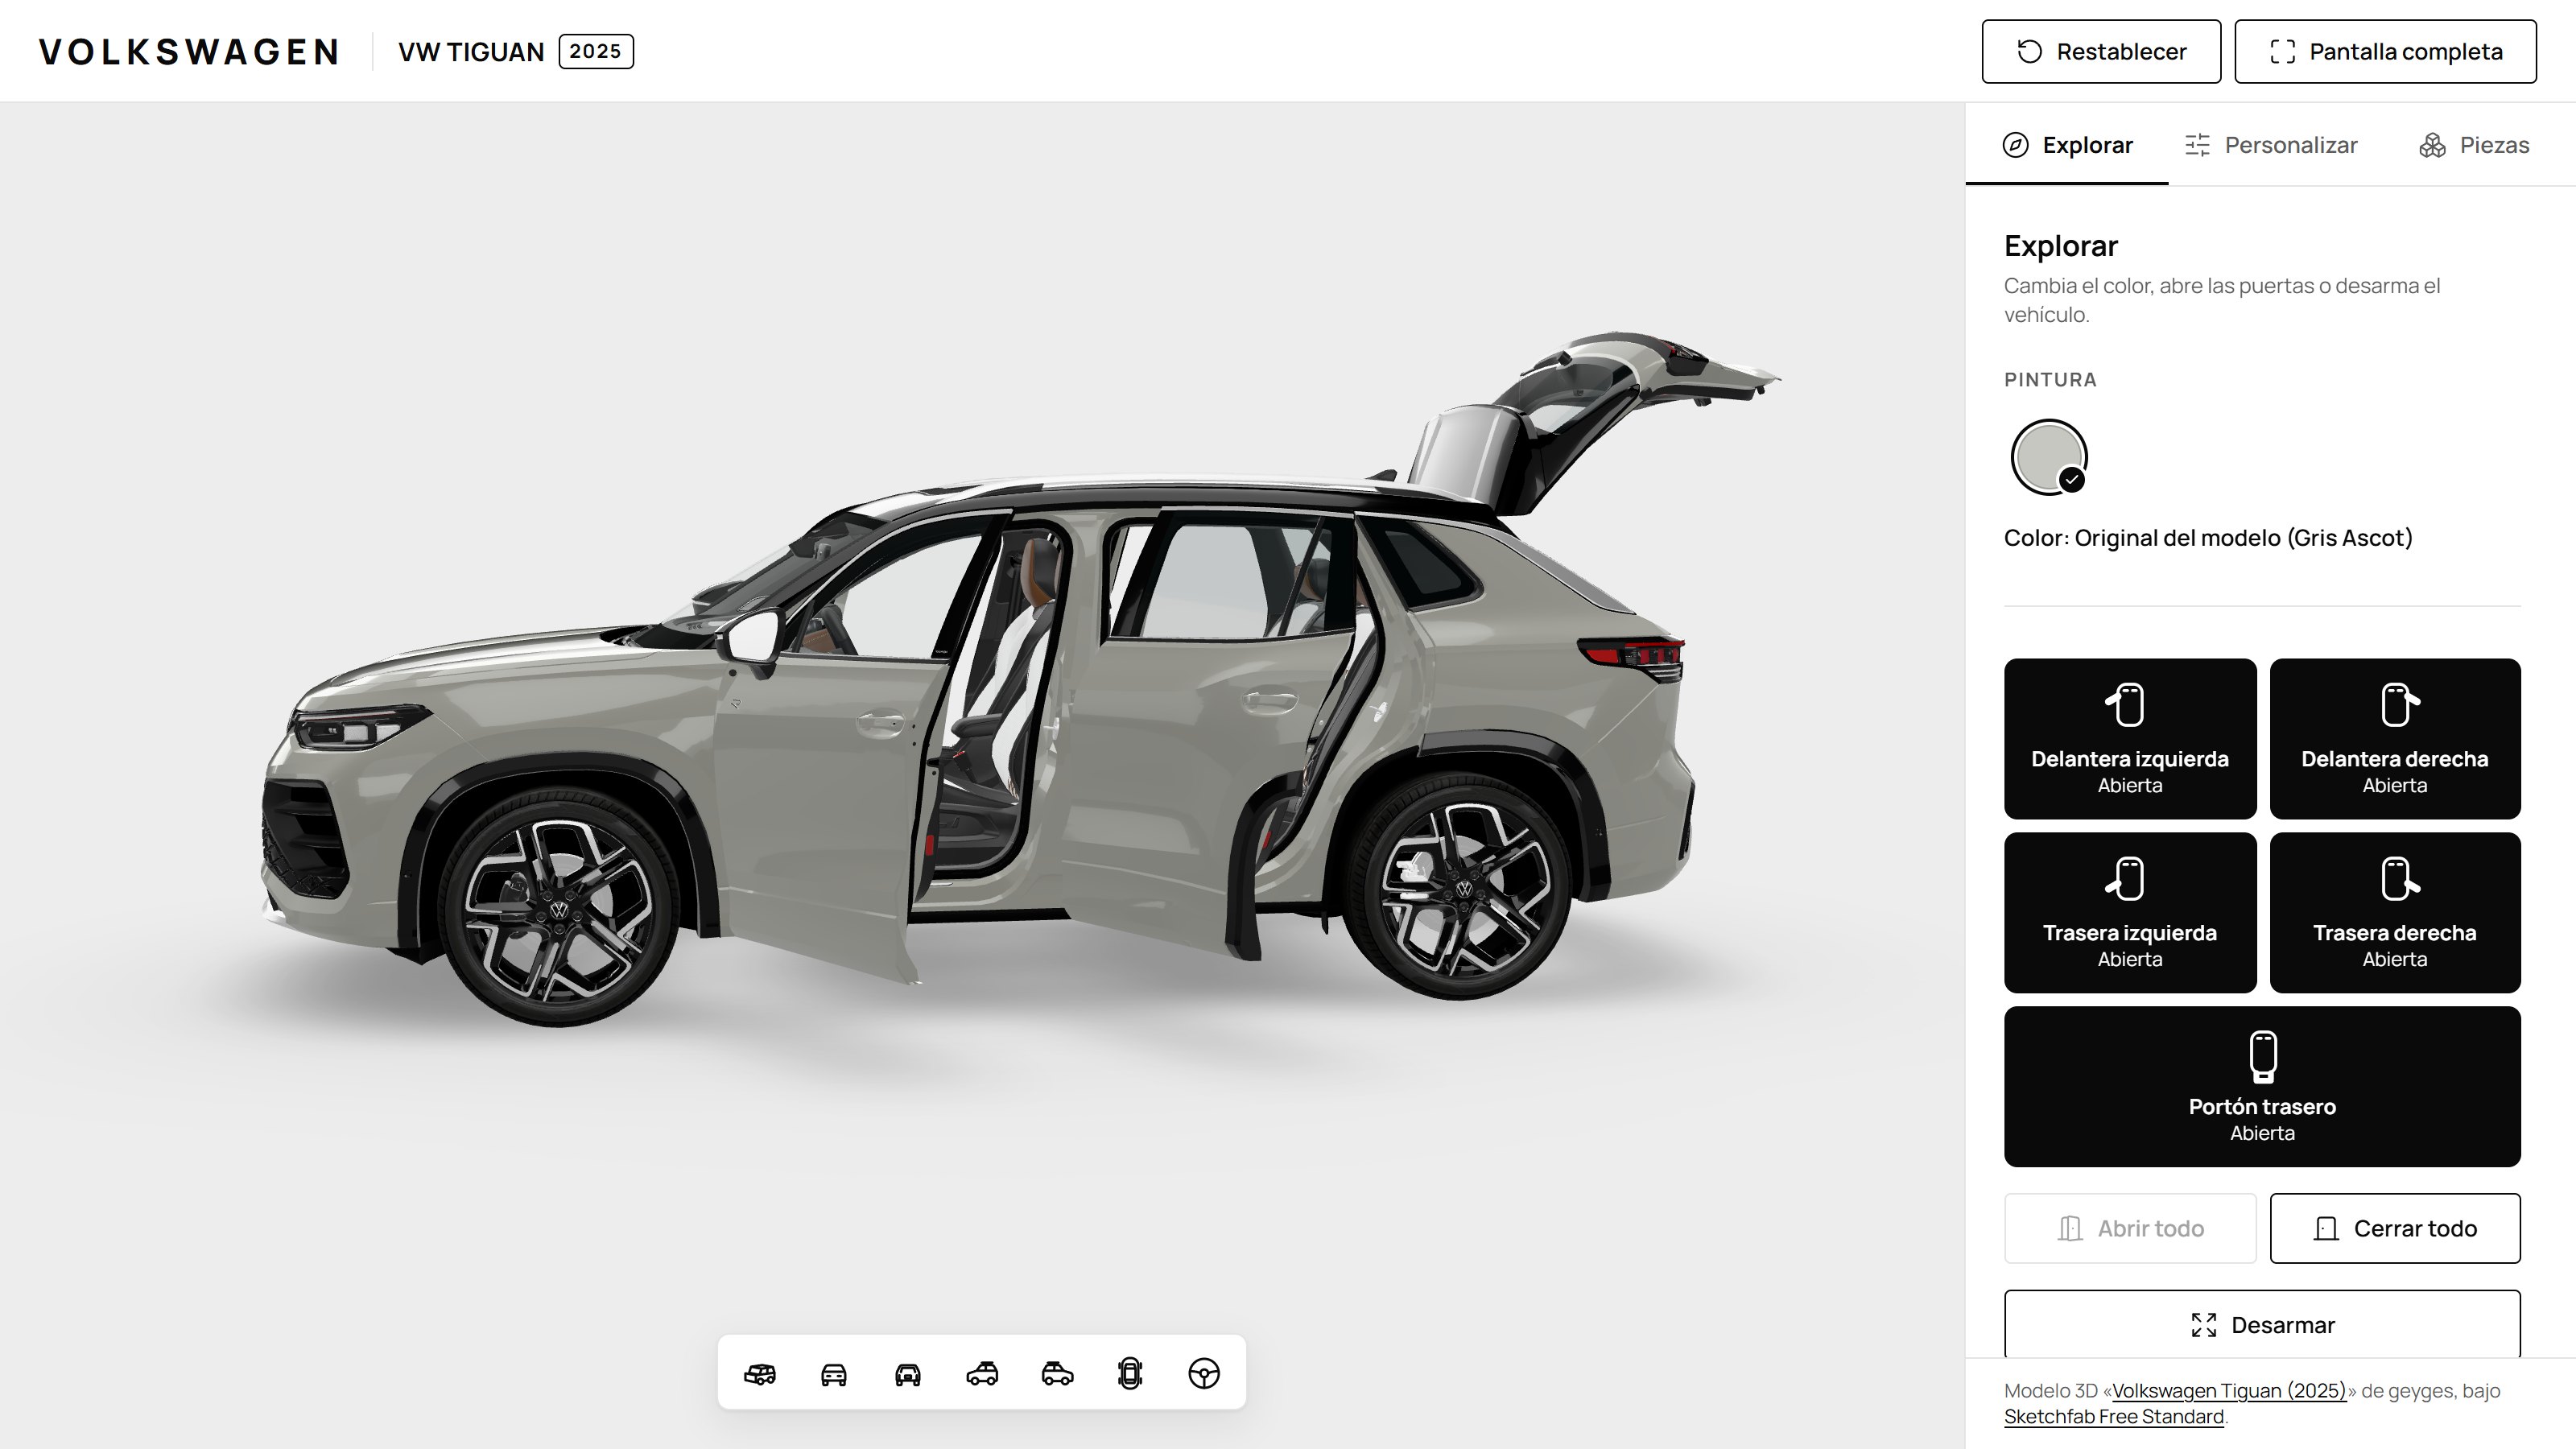 VOLKSWAGEN
VW TIGUAN 2025
Restablecer
Pantalla completa
Explorar
Personalizar
Piezas
Explorar
Cambia el color, abre las puertas o desarma el
vehículo.
PINTURA
Color: Original del modelo (Gris Ascot)
Delantera izquierda
Abierta
Delantera derecha
Abierta
Trasera izquierda
Abierta
Trasera derecha
Abierta
Portón trasero
Abierta
Abrir todo
Cerrar todo
Desarmar
Modelo 3D «Volkswagen Tiguan (2025)» de geyges, bajo
Sketchfab Free Standard.